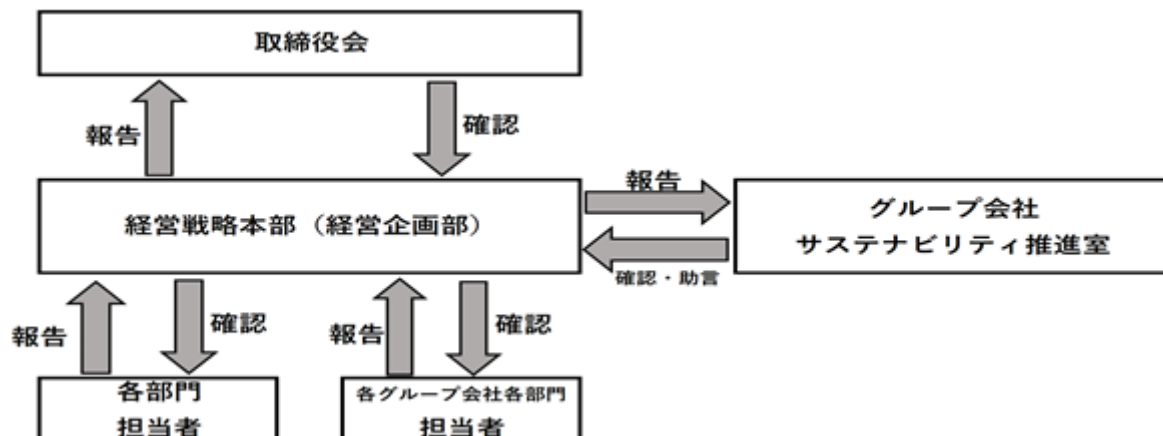 取締役会
報告
確認
経営戦略本部（経営企画部）
報告
グループ会社
サステナビリティ推進室
確認・助言
報告
確認
報告
確認
各部門
担当者
各グループ会社各部門
担当者